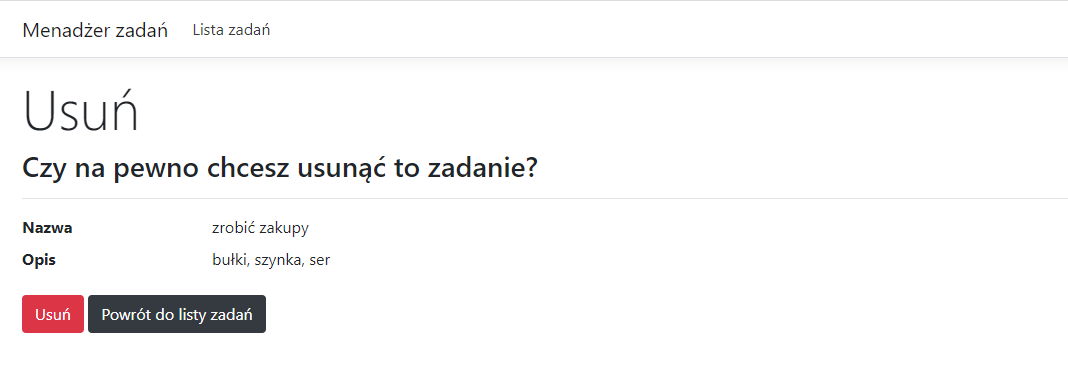 Menadżer zadań Lista zadań
Usuń
Czy na pewno chcesz usunąć to zadanie?
Nazwa zrobić zakupy
Opis bułki, szynka, ser
Usuń Powrót do listy zadań